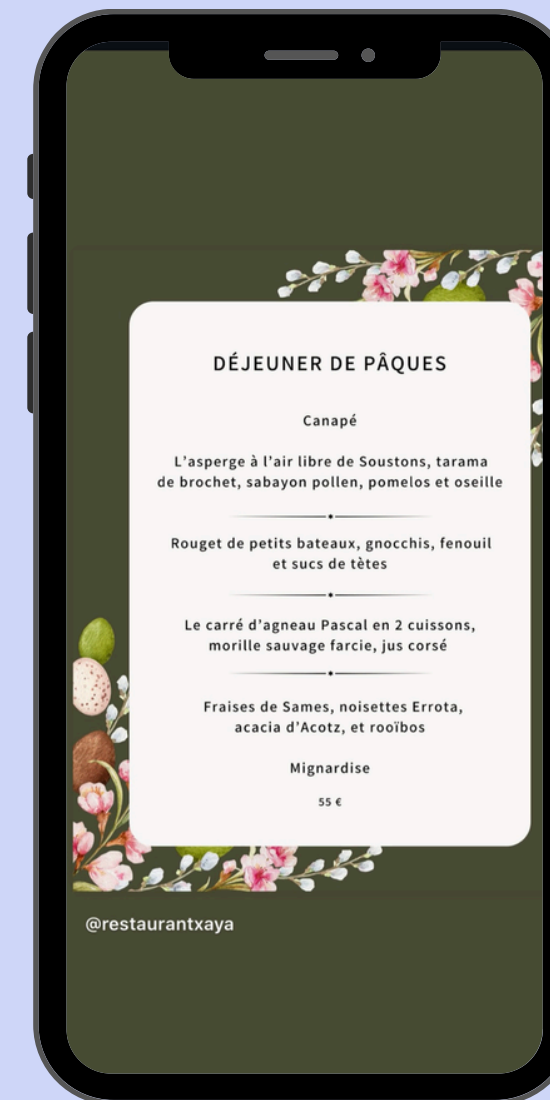 DÉJEUNER DE PÂQUES
Canapé
L'asperge à l'air libre de Soustons, tarama
de brochet, sabayon pollen, pomelos et oseille
Rouget de petits bateaux, gnocchis, fenouil
et sucs de tètes
Le carré d'agneau Pascal en 2 cuissons,
morille sauvage farcie, jus corsé
Fraises de Sames, noisettes Errota,
acacia d'Acotz, et rooïbos
Mignardise
55 €
@restaurantxaya